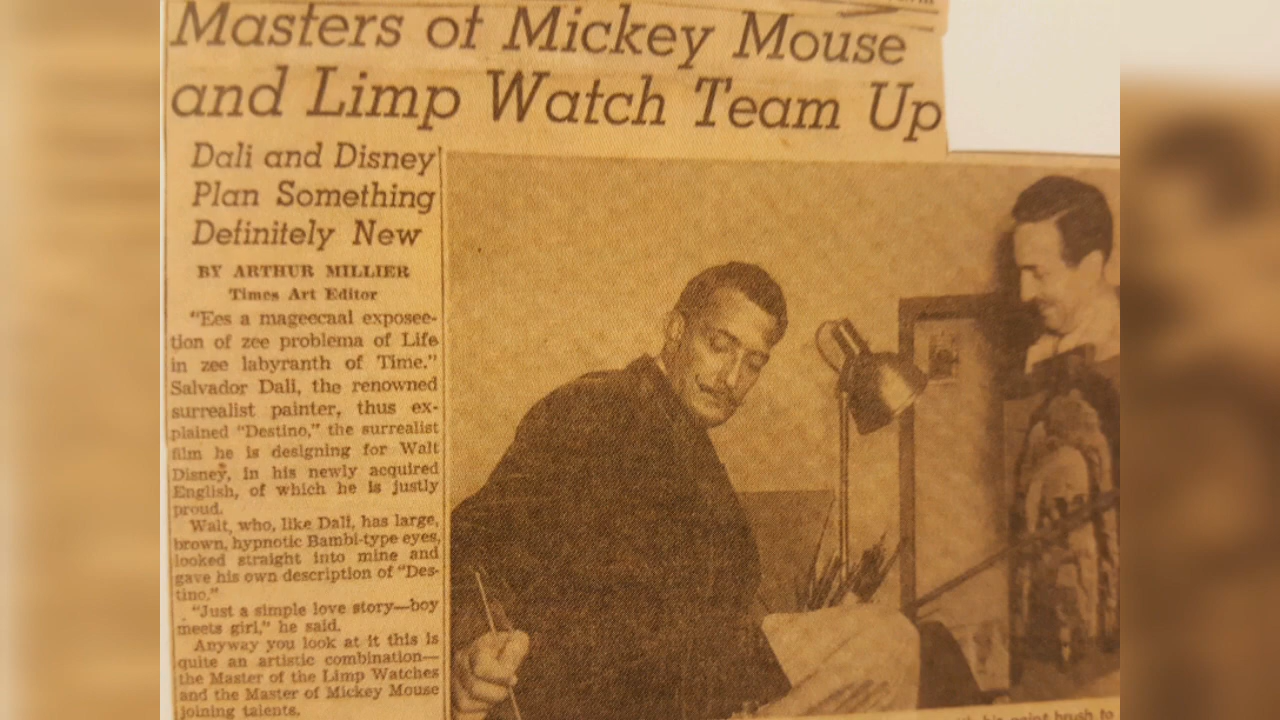 Masters of Mickey Mouse
and Limp Watch Team Up
Dali and Disney
Plan Something
Definitely New
BY ARTHUR MILLIER
Times Art Editor
"Ees a mageecaal exposee-
tion of zee problema of Life
in zee labyranth of Time."
Salvador Dali, the renowned
surrealist painter, thus ex-
plained "Destino," the surrealist
film he is designing for Walt
Disney, in his newly acquired
English, of which he is justly
proud.
Walt, who, like Dali, has large,
brown, hypnotic Bambi-type eyes,
looked straight into mine and
gave his own description of "Des-
tino."
"Just a simple love story—boy
meets girl," he said.
Anyway you look at it this is
quite an artistic combination—
the Master of the Limp Watches
and the Master of Mickey Mouse
joining talents.
his paint brush to